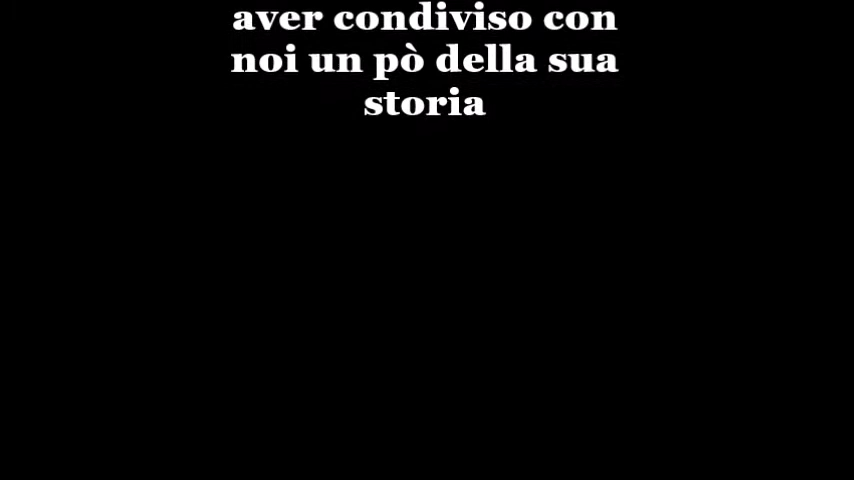 aver condiviso con
noi un pò della sua
storia